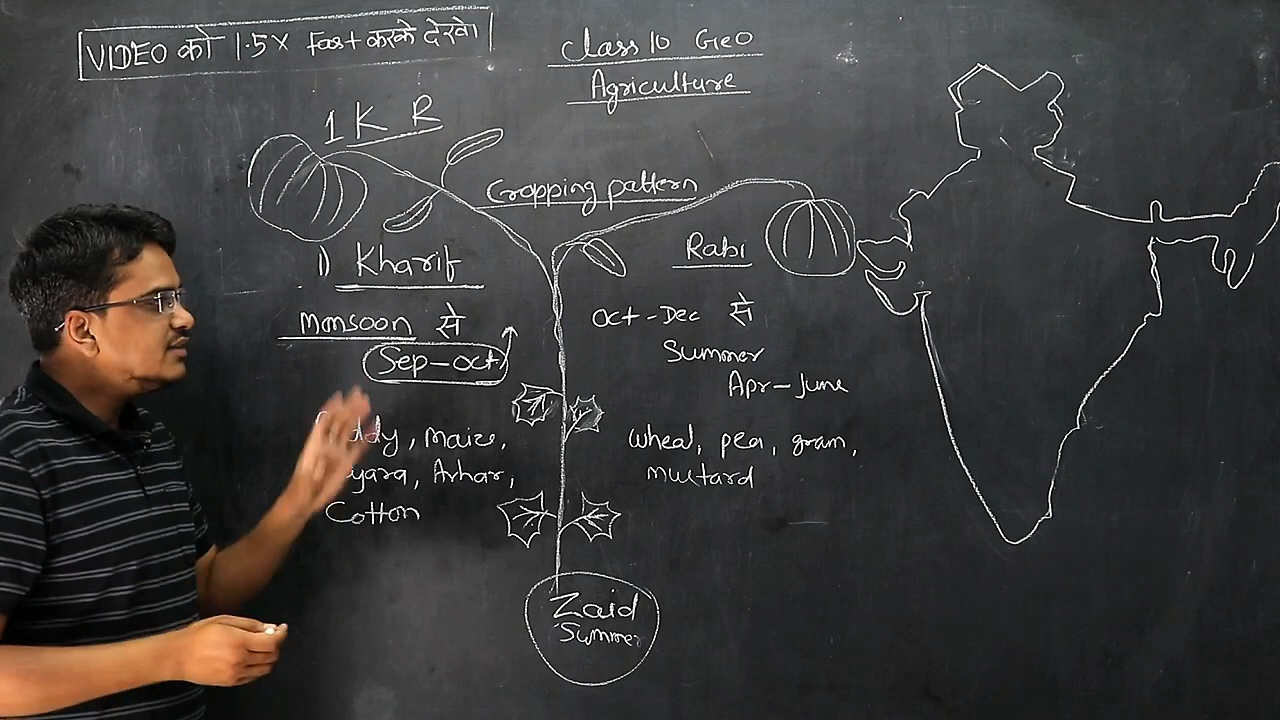 VIDEO को 1.5X Fast करके देखे।
Class 10 Geo
Agriculture
1 K R
Cropping pattern
1) Kharif
monsoon से
Sep-oct
maize,
Arhar,
Cotton
Rabi
Oct-Dec से
Summer
Apr-June
wheat, pea, gram,
mustard
Zaid
Summer